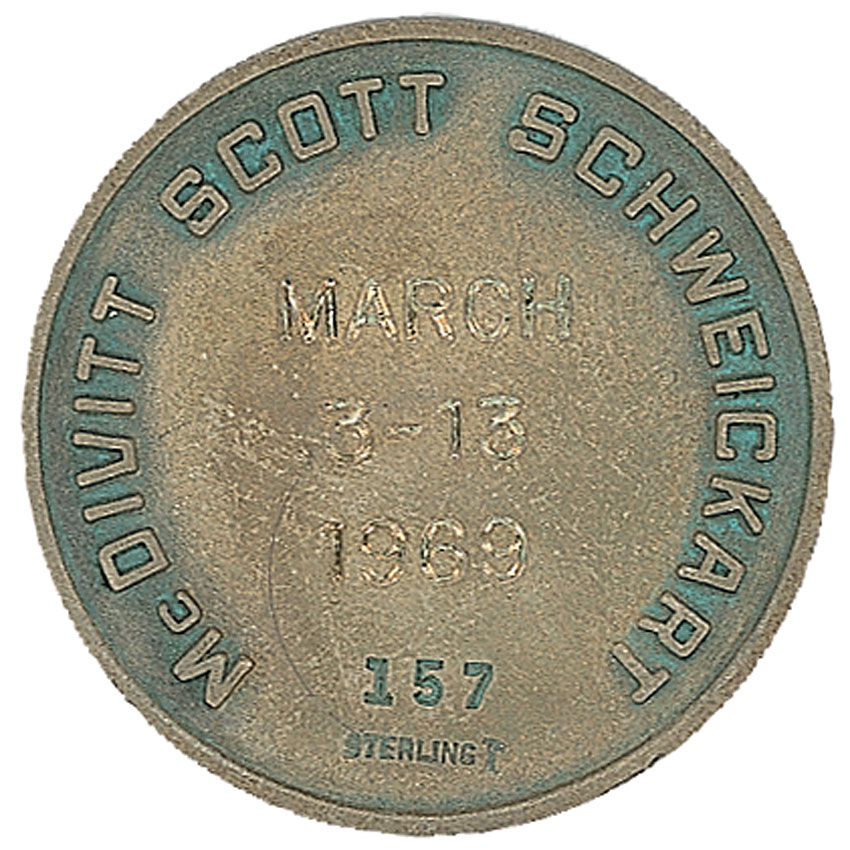 McDIVITT SCOTT SCHWEICKART
MARCH
3-13
1969
157
STERLING